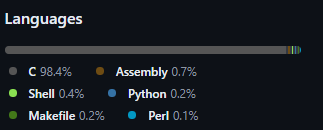 Languages
C 98.4% Assembly 0.7%
Shell 0.4% Python 0.2%
Makefile 0.2% Perl 0.1%